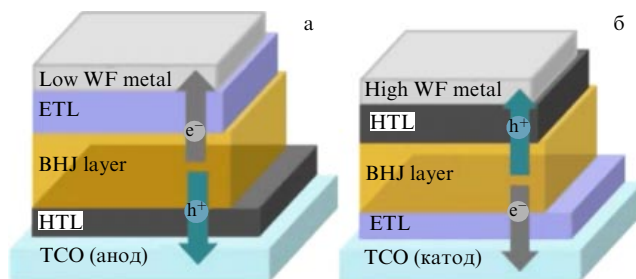 а
Low WF metal
ETL
e⁻
BHJ layer
h⁺
HTL
TCO (анод)
б
High WF metal
HTL
h⁺
BHJ layer
e⁻
ETL
TCO (катод)